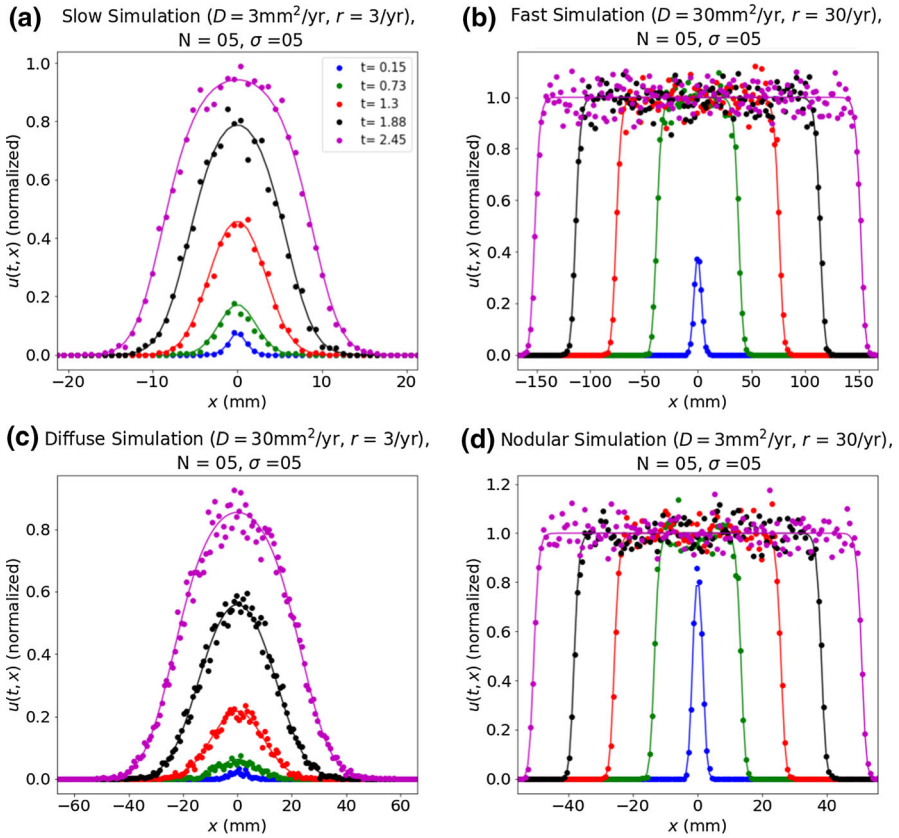 (a) Slow Simulation (D = 3mm²/yr, r = 3/yr),
N = 05, σ =05
u(t, x) (normalized)
1.0
0.8
0.6
0.4
0.2
0.0
t= 0.15
t= 0.73
t= 1.3
t= 1.88
t= 2.45
−20 −10 0 10 20
x (mm)
(b) Fast Simulation (D = 30mm²/yr, r = 30/yr),
N = 05, σ =05
u(t, x) (normalized)
1.0
0.8
0.6
0.4
0.2
0.0
−150 −100 −50 0 50 100 150
x (mm)
(c) Diffuse Simulation (D = 30mm²/yr, r = 3/yr),
N = 05, σ =05
u(t, x) (normalized)
0.8
0.6
0.4
0.2
0.0
−60 −40 −20 0 20 40 60
x (mm)
(d) Nodular Simulation (D = 3mm²/yr, r = 30/yr),
N = 05, σ =05
u(t, x) (normalized)
1.2
1.0
0.8
0.6
0.4
0.2
0.0
−40 −20 0 20 40
x (mm)